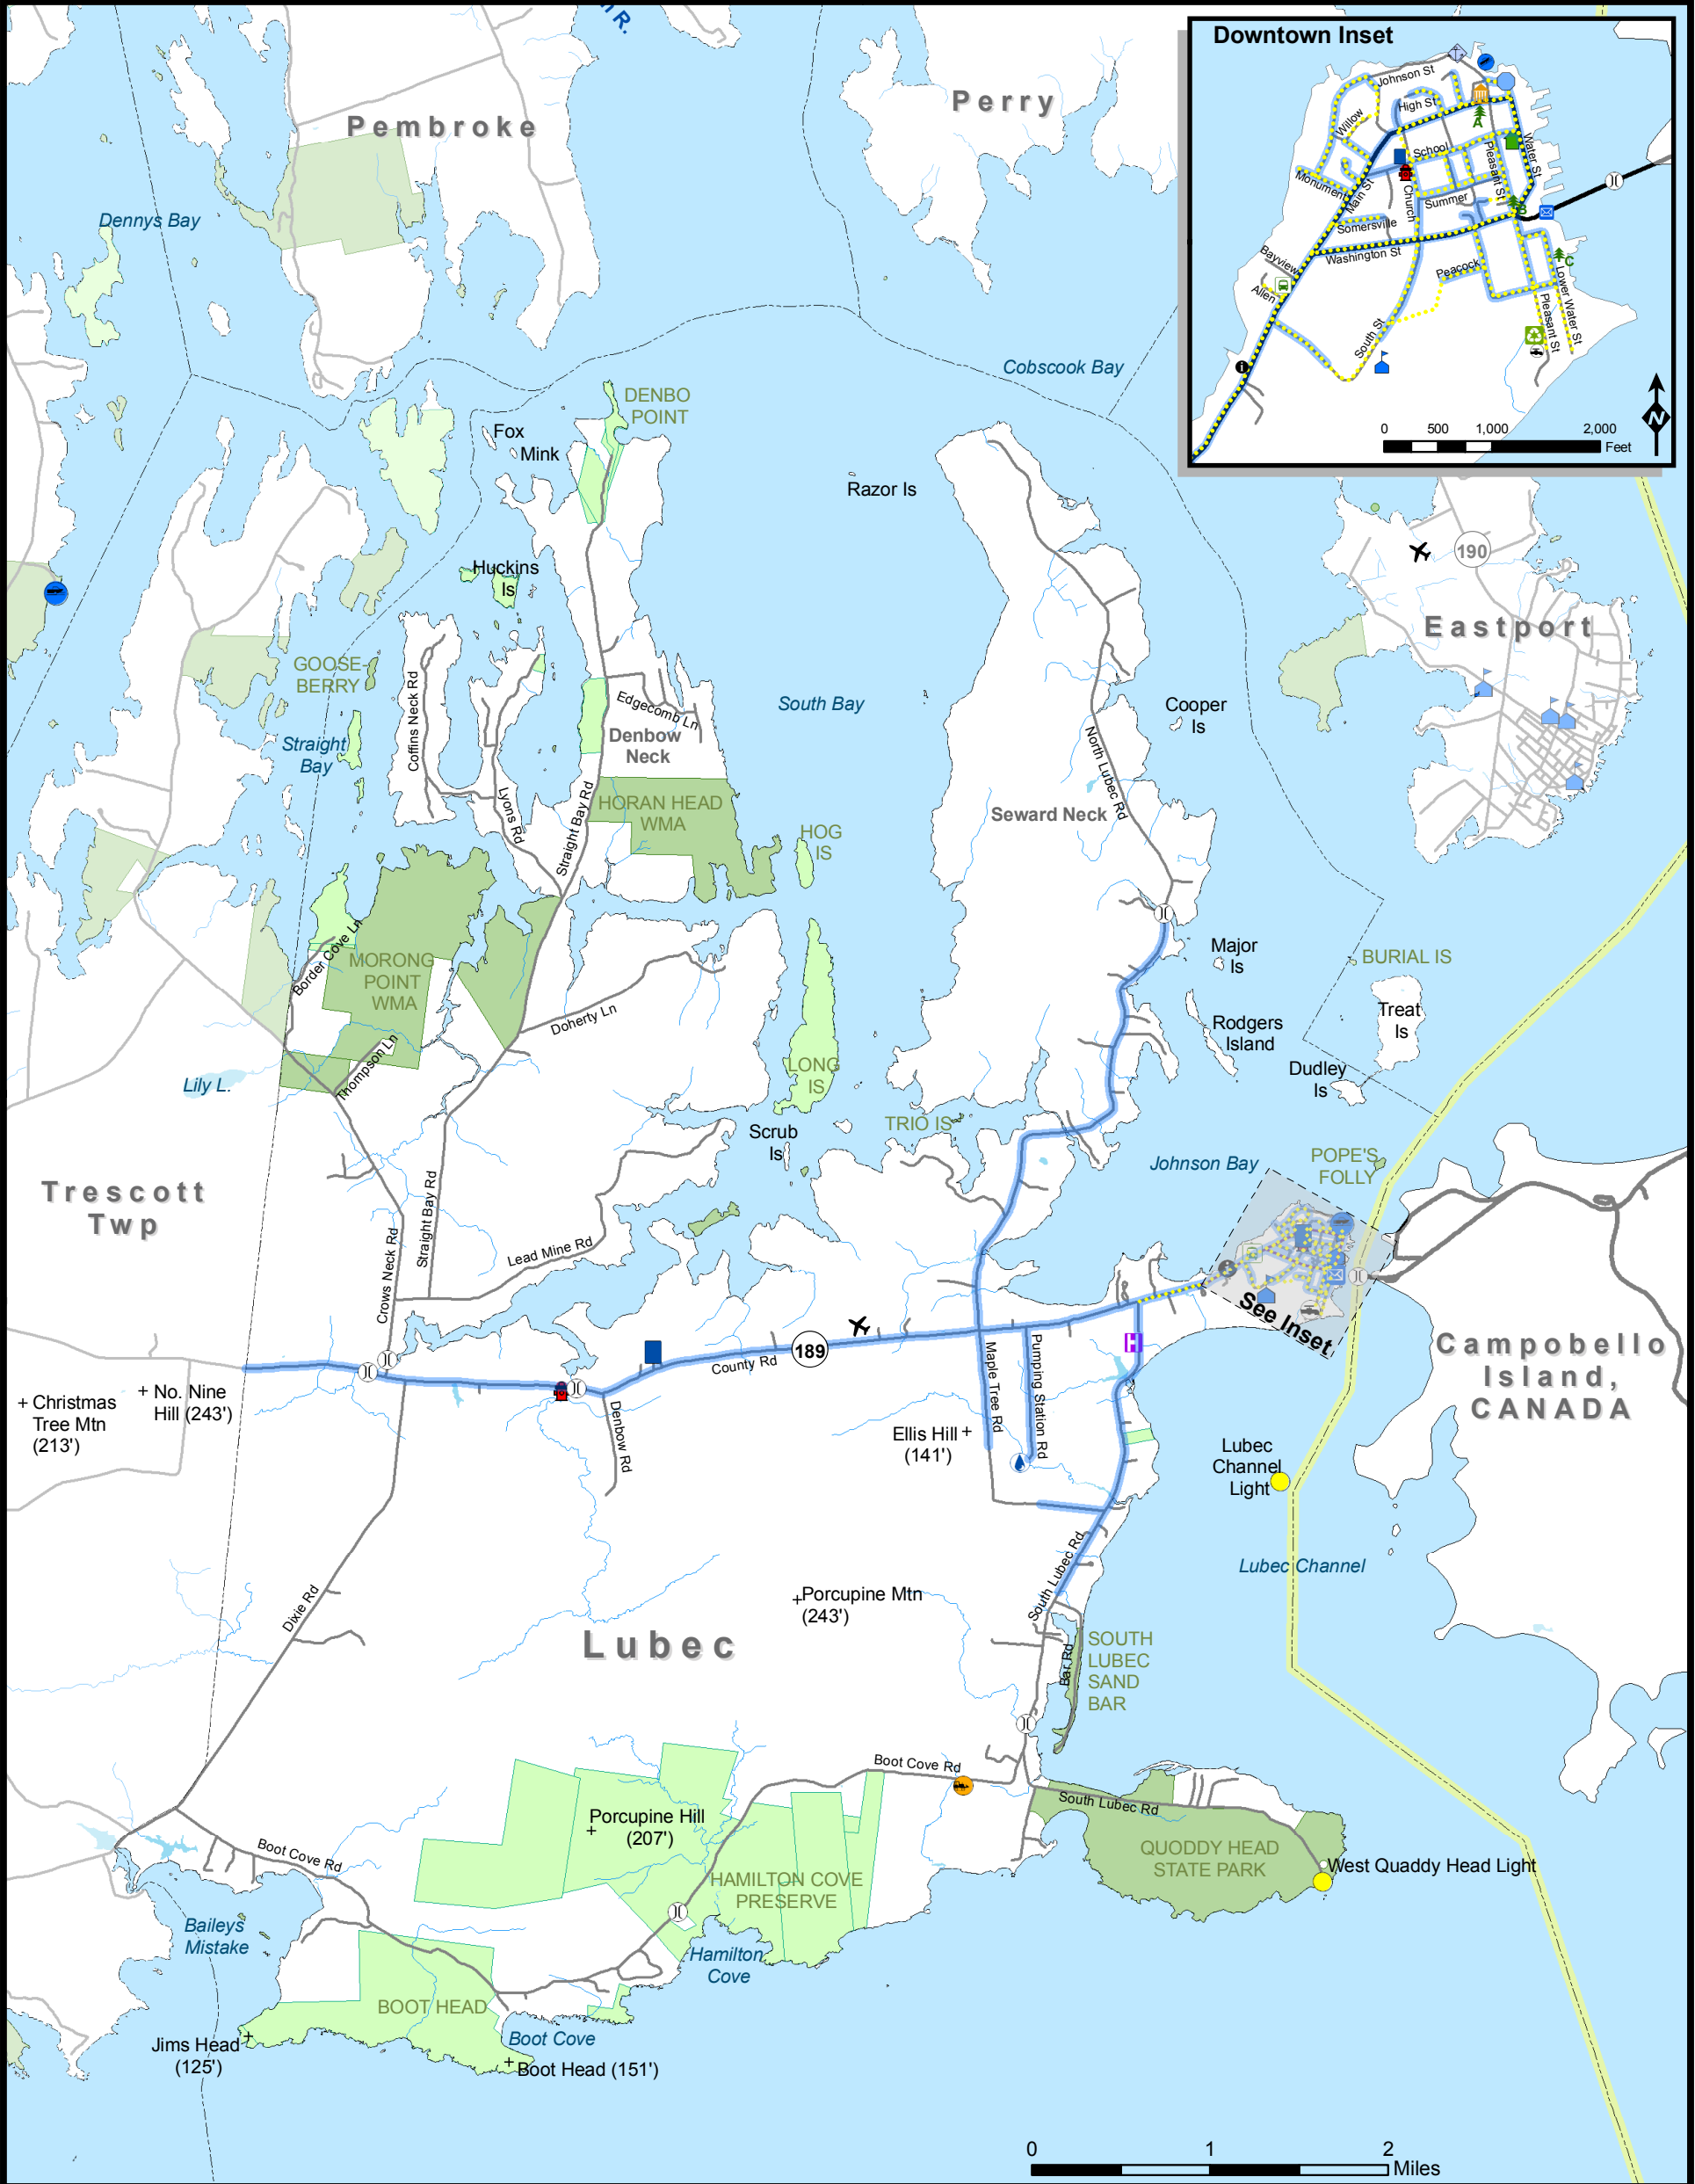 M R.
Downtown Inset
Johnson St
High St
A
Willow
School
Water St
Pleasant St
Monument
Main St
Church
Summer
B
Somersville
Washington St
Bayview
Allen
Peacock
C
Lower Water St
Pleasant St
South St
i
N
0 500 1,000 2,000
Feet
Pembroke
Perry
Dennys Bay
Cobscook Bay
DENBO
POINT
Fox
Mink
Razor Is
190
Huckins
Is
Eastport
GOOSE-
BERRY
Coffins Neck Rd
Edgecomb Ln
South Bay
Cooper
Is
Straight
Bay
Denbow
Neck
North Lubec Rd
Lyons Rd
Straight Bay Rd
HORAN HEAD
WMA
Seward Neck
HOG
IS
Border Cove Ln
MORONG
POINT
WMA
Major
Is
BURIAL IS
Doherty Ln
Rodgers
Island
Treat
Is
Thompson Ln
Lily L.
LONG
IS
Dudley
Is
TRIO IS
Scrub
Is
Johnson Bay
POPE'S
FOLLY
Trescott
Twp
Straight Bay Rd
Crows Neck Rd
Lead Mine Rd
See Inset
189
County Rd
H
Maple Tree Rd
Pumping Station Rd
Campobello
Island,
CANADA
Christmas
Tree Mtn
(213')
No. Nine
Hill (243')
Denbow Rd
Ellis Hill
(141')
Lubec
Channel
Light
Lubec Channel
Dixie Rd
Porcupine Mtn
(243')
South Lubec Rd
Lubec
Bar Rd
SOUTH
LUBEC
SAND
BAR
Boot Cove Rd
South Lubec Rd
Porcupine Hill
(207')
QUODDY HEAD
STATE PARK
West Quaddy Head Light
Boot Cove Rd
HAMILTON COVE
PRESERVE
Baileys
Mistake
Hamilton
Cove
BOOT HEAD
Jims Head
(125')
Boot Cove
Boot Head (151')
0 1 2
Miles